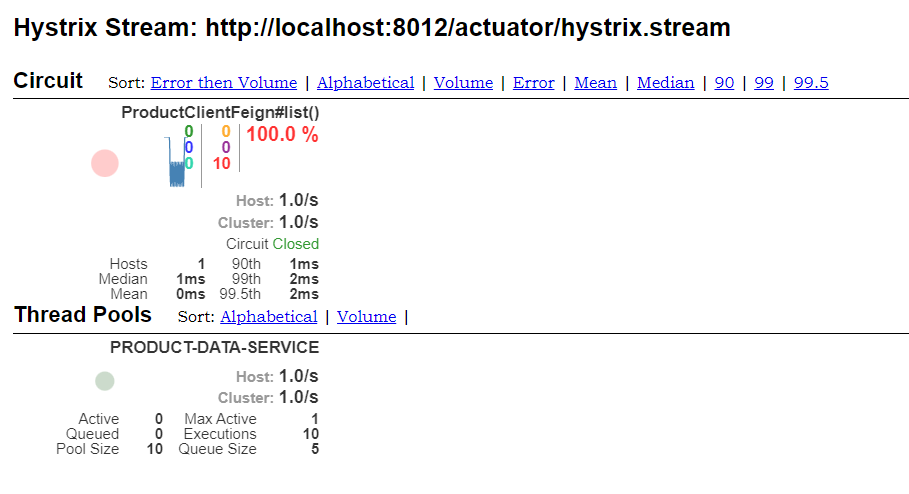 Hystrix Stream: http://localhost:8012/actuator/hystrix.stream
Circuit Sort: Error then Volume | Alphabetical | Volume | Error | Mean | Median | 90 | 99 | 99.5
ProductClientFeign#list()
0 0 100.0 %
0 0
0 10
Host: 1.0/s
Cluster: 1.0/s
Circuit Closed
Hosts 1 90th 1ms
Median 1ms 99th 2ms
Mean 0ms 99.5th 2ms
Thread Pools Sort: Alphabetical | Volume |
PRODUCT-DATA-SERVICE
Host: 1.0/s
Cluster: 1.0/s
Active 0 Max Active 1
Queued 0 Executions 10
Pool Size 10 Queue Size 5